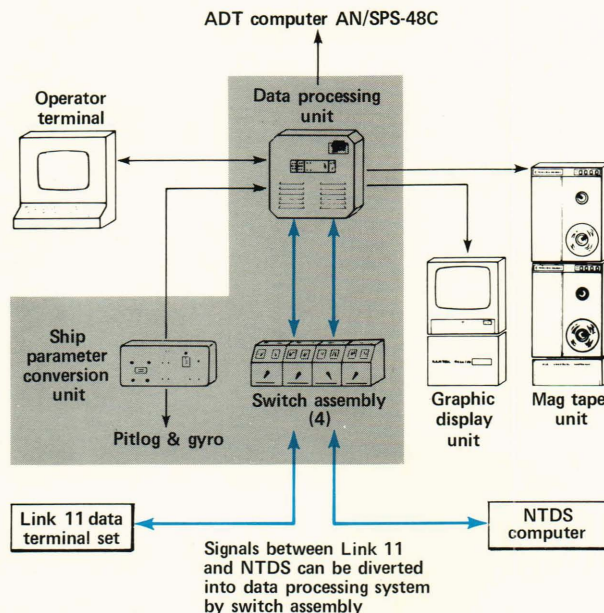 ADT computer AN/SPS-48C
Operator
terminal
Data processing
unit
Ship
parameter
conversion
unit
Pitlog & gyro
Switch assembly
(4)
Graphic
display
unit
Mag tape
unit
Link 11 data
terminal set
NTDS
computer
Signals between Link 11
and NTDS can be diverted
into data processing system
by switch assembly